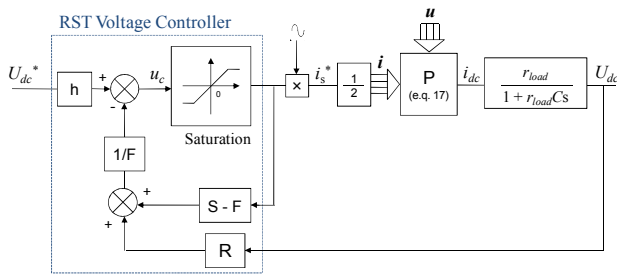 RST Voltage Controller
u
U_dc*
h
+
-
u_c
0
Saturation
×
i_s*
1/2
i
P
(e.q. 17)
i_dc
r_load
1 + r_load Cs
U_dc
1/F
+
+
S - F
R